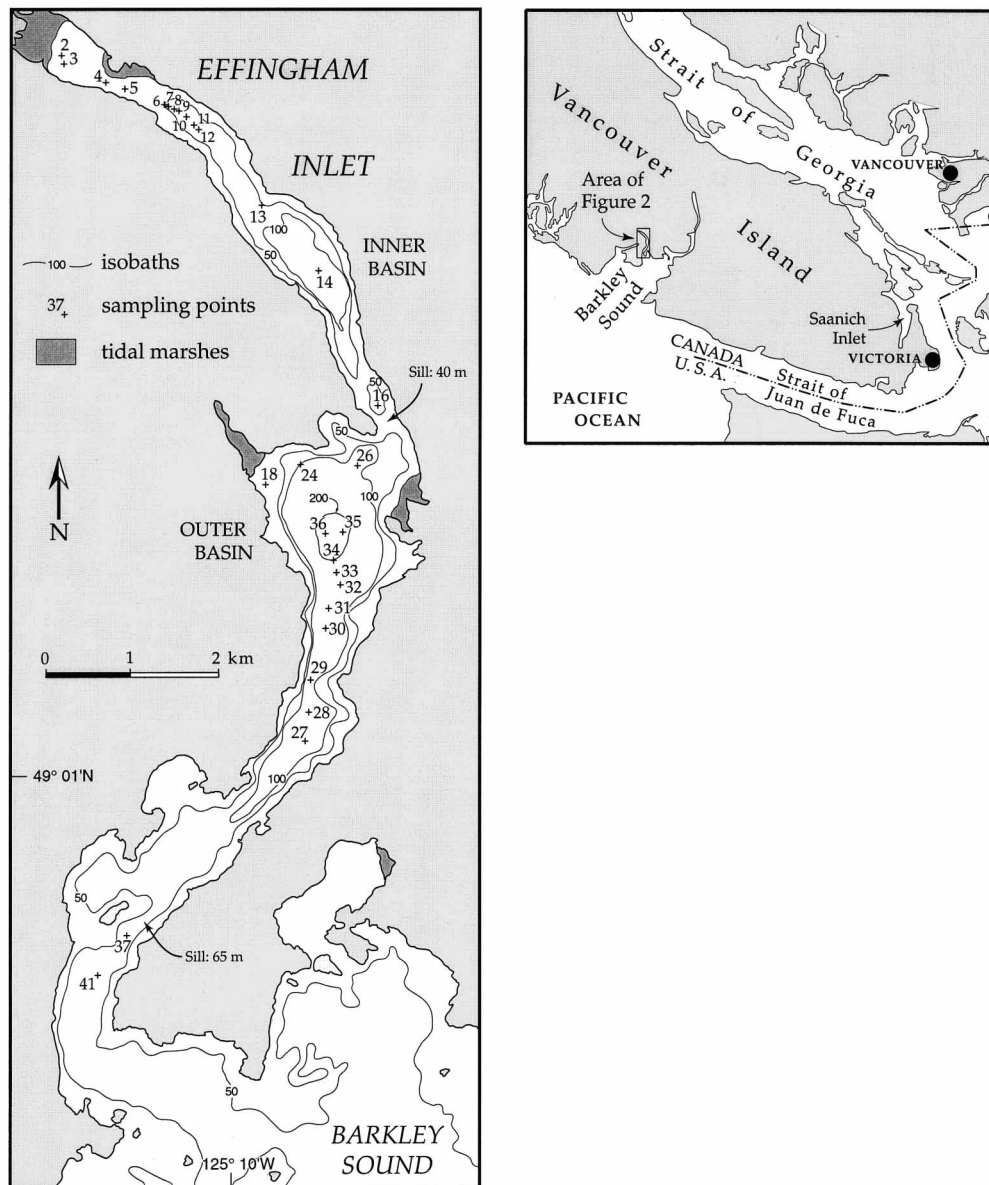 EFFINGHAM
INLET
2
3
4
5
6
7
8
9
10
11
12
13
100
50
14
INNER
BASIN
100 isobaths
37 sampling points
tidal marshes
50
16
Sill: 40 m
50
18
24
26
100
200
36
35
34
33
32
31
30
29
28
27
OUTER
BASIN
N
0 1 2 km
100
49° 01'N
50
37
Sill: 65 m
41
50
BARKLEY
SOUND
125° 10'W
Strait of
Georgia
Vancouver
Island
VANCOUVER
Area of
Figure 2
Barkley
Sound
Saanich
Inlet
VICTORIA
CANADA
U.S.A.
Strait of
Juan de Fuca
PACIFIC
OCEAN